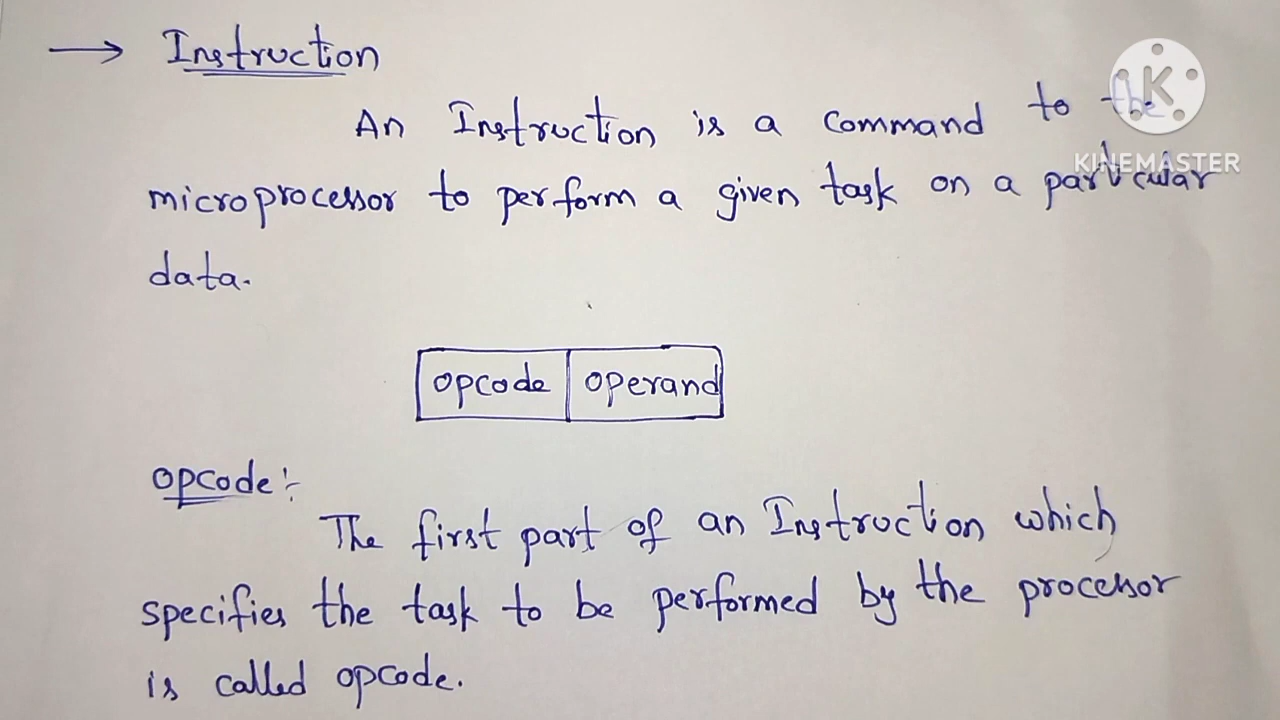 → Instruction
An Instruction is a command to the
microprocessor to perform a given task on a particular
data.
opcode | operand
opcode :-
The first part of an Instruction which
specifies the task to be performed by the processor
is called opcode.
K
KINEMASTER